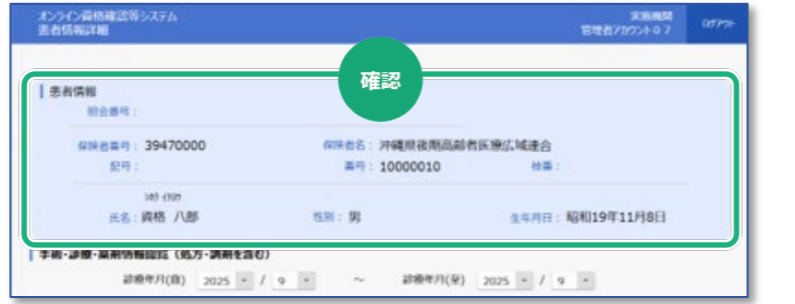 オンライン資格確認等システム
患者情報詳細
実施機関
管理者アカウント07
ログアウト
確認
患者情報
照会番号：
保険者番号： 39470000
保険者名： 沖縄県後期高齢者医療広域連合
記号：
番号： 10000010
枝番：
氏名： 資格 八郎
性別： 男
生年月日： 昭和19年11月8日
手術・診療・薬剤情報閲覧（処方・調剤を含む）
診療年月(自) 2025 / 9 ～ 診療年月(至) 2025 / 9